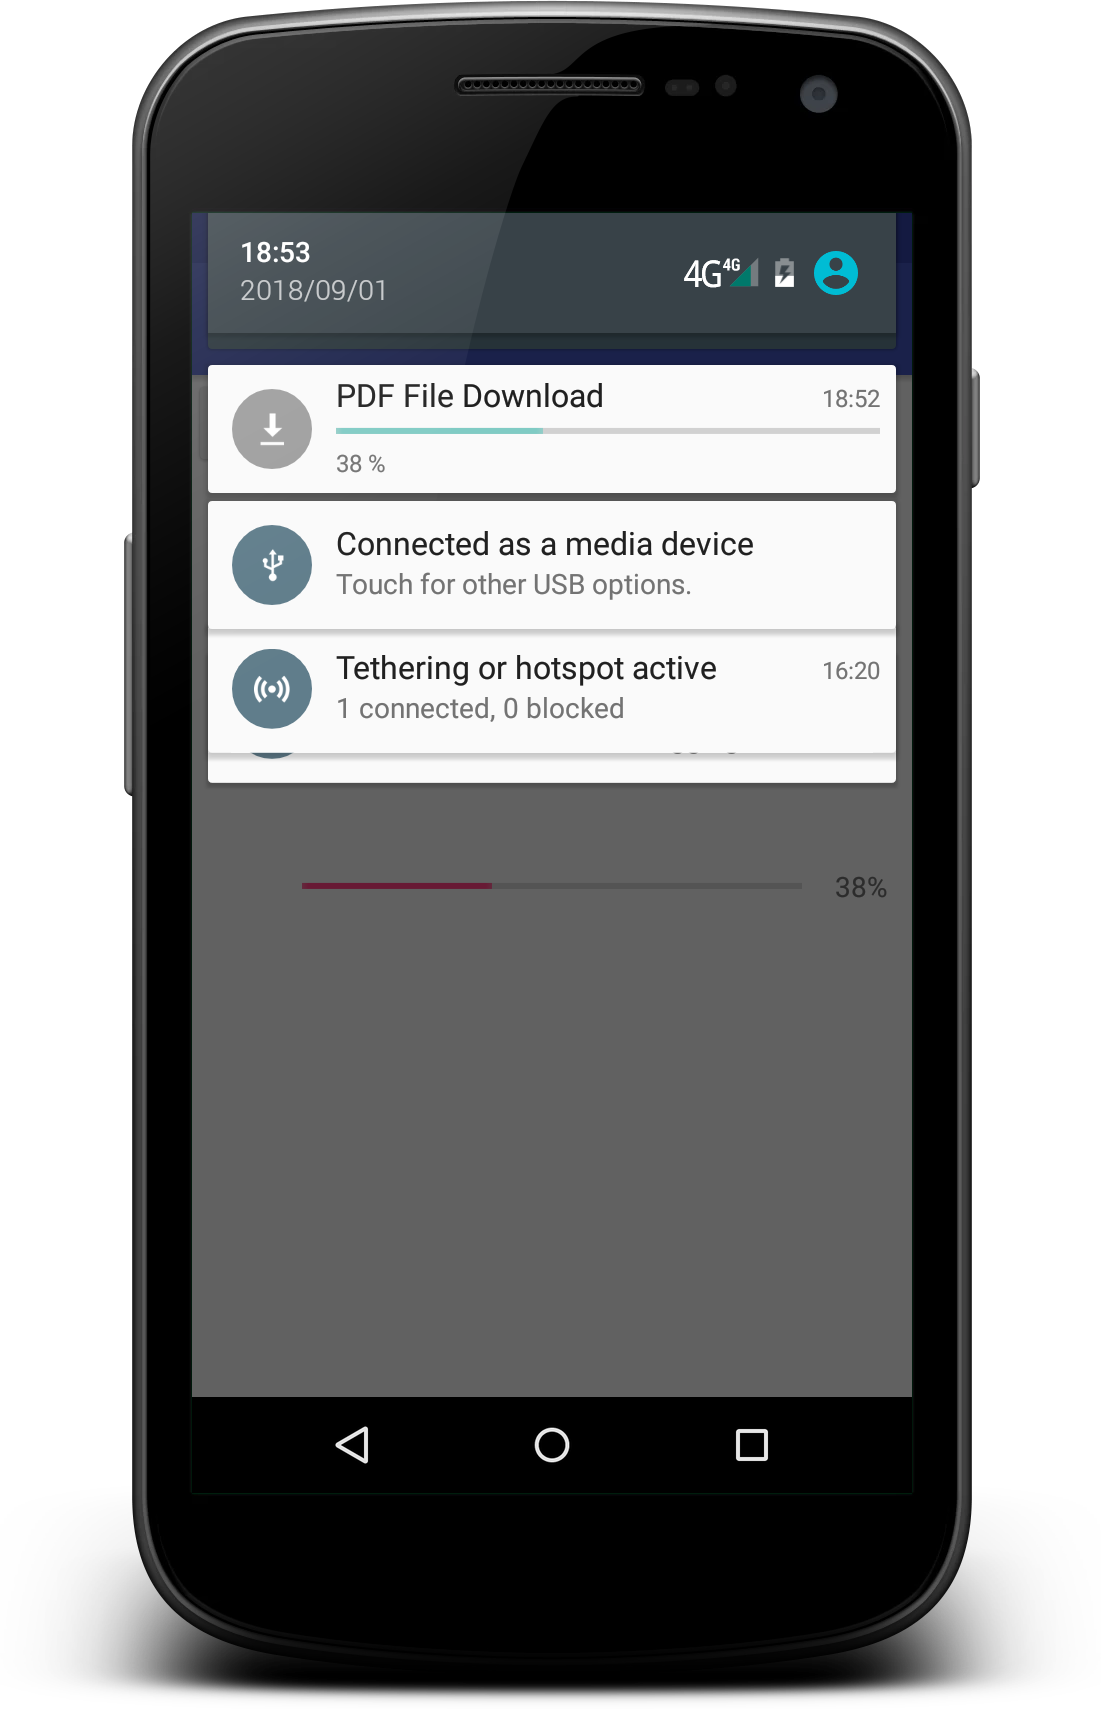 18:53
2018/09/01
4G 4G
PDF File Download 18:52
38 %
Connected as a media device
Touch for other USB options.
Tethering or hotspot active 16:20
1 connected, 0 blocked
38%